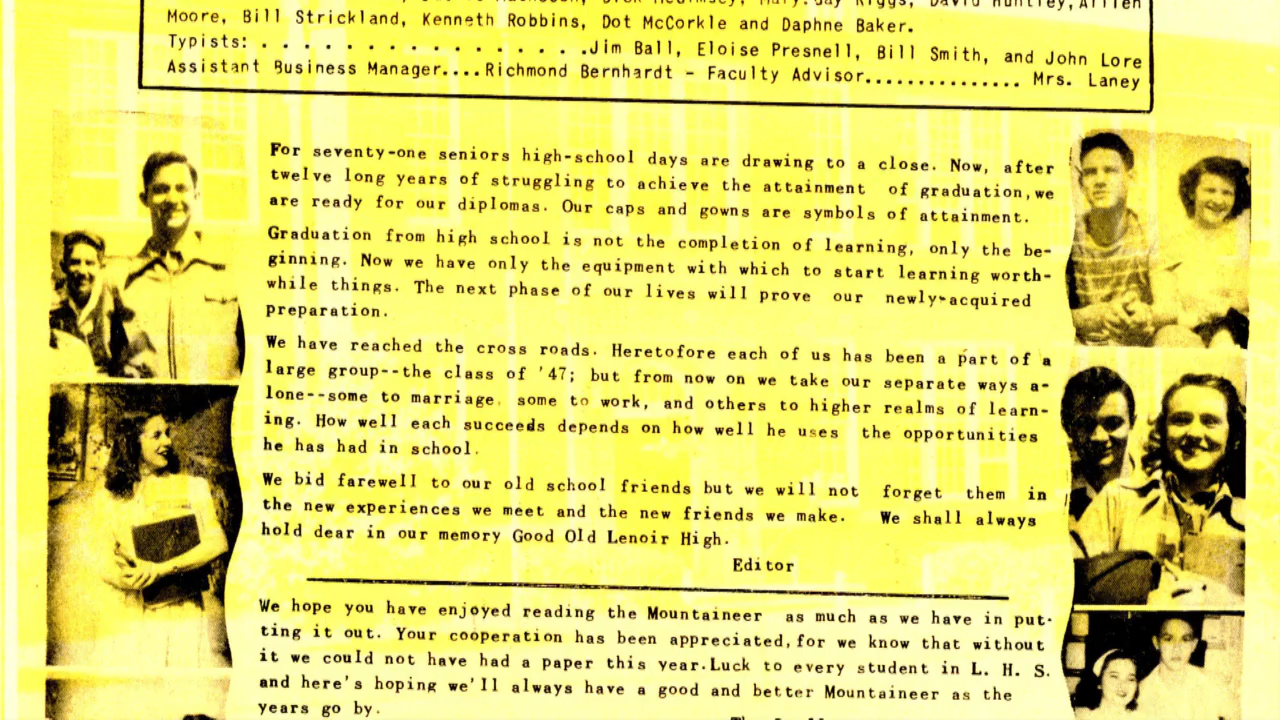 Mary Jay Riggs, David Huntley, Arllen
Moore, Bill Strickland, Kenneth Robbins, Dot McCorkle and Daphne Baker.
Typists: . . . . . . . . . . . . . . . . .Jim Ball, Eloise Presnell, Bill Smith, and John Lore
Assistant Business Manager....Richmond Bernhardt - Faculty Advisor.............. Mrs. Laney
For seventy-one seniors high-school days are drawing to a close. Now, after
twelve long years of struggling to achieve the attainment of graduation,we
are ready for our diplomas. Our caps and gowns are symbols of attainment.
Graduation from high school is not the completion of learning, only the be-
ginning. Now we have only the equipment with which to start learning worth-
while things. The next phase of our lives will prove our newly-acquired
preparation.
We have reached the cross roads. Heretofore each of us has been a part of a
large group--the class of '47; but from now on we take our separate ways a-
lone--some to marriage, some to work, and others to higher realms of learn-
ing. How well each succeeds depends on how well he uses the opportunities
he has had in school.
We bid farewell to our old school friends but we will not forget them in
the new experiences we meet and the new friends we make. We shall always
hold dear in our memory Good Old Lenoir High.
Editor
We hope you have enjoyed reading the Mountaineer as much as we have in put-
ting it out. Your cooperation has been appreciated,for we know that without
it we could not have had a paper this year.Luck to every student in L. H. S.
and here's hoping we'll always have a good and better Mountaineer as the
years go by.